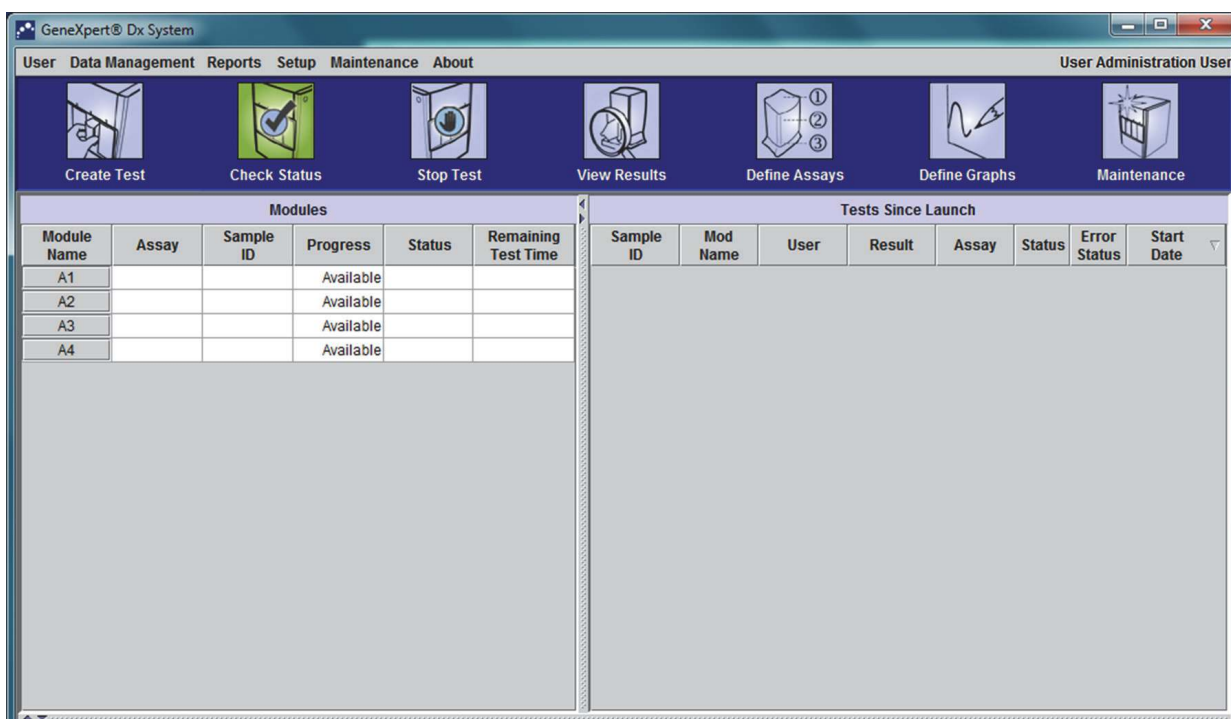 GeneXpert® Dx System
User Data Management Reports Setup Maintenance About User Administration User
① ② ③
Create Test Check Status Stop Test View Results Define Assays Define Graphs Maintenance
Modules
Module Name Assay Sample ID Progress Status Remaining Test Time
A1 Available
A2 Available
A3 Available
A4 Available
Tests Since Launch
Sample ID Mod Name User Result Assay Status Error Status Start Date